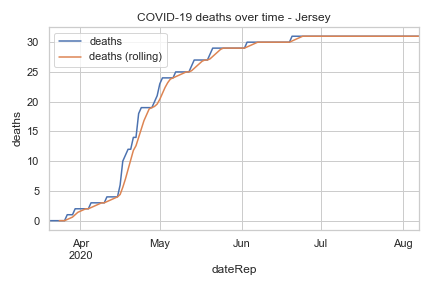 COVID-19 deaths over time - Jersey
deaths
deaths (rolling)
30
25
20
15
10
5
0
deaths
Apr
2020
May
Jun
Jul
Aug
dateRep